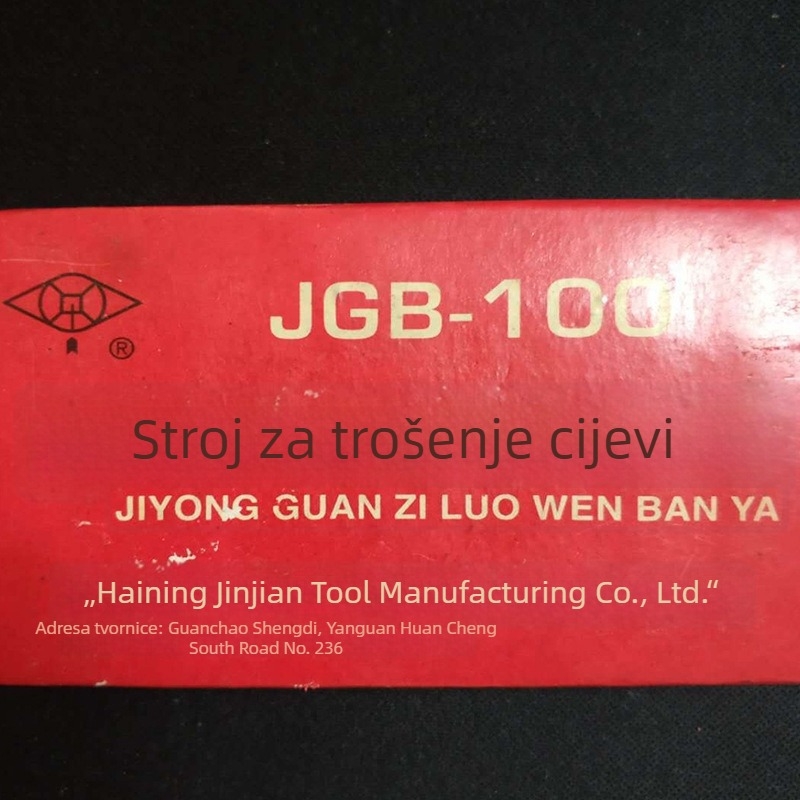 ®
JGB-100
Stroj za trošenje cijevi
JIYONG GUAN ZI LUO WEN BAN YA
„Haining Jinjian Tool Manufacturing Co., Ltd.“
Adresa tvornice: Guanchao Shengdi, Yanguan Huan Cheng
South Road No. 236